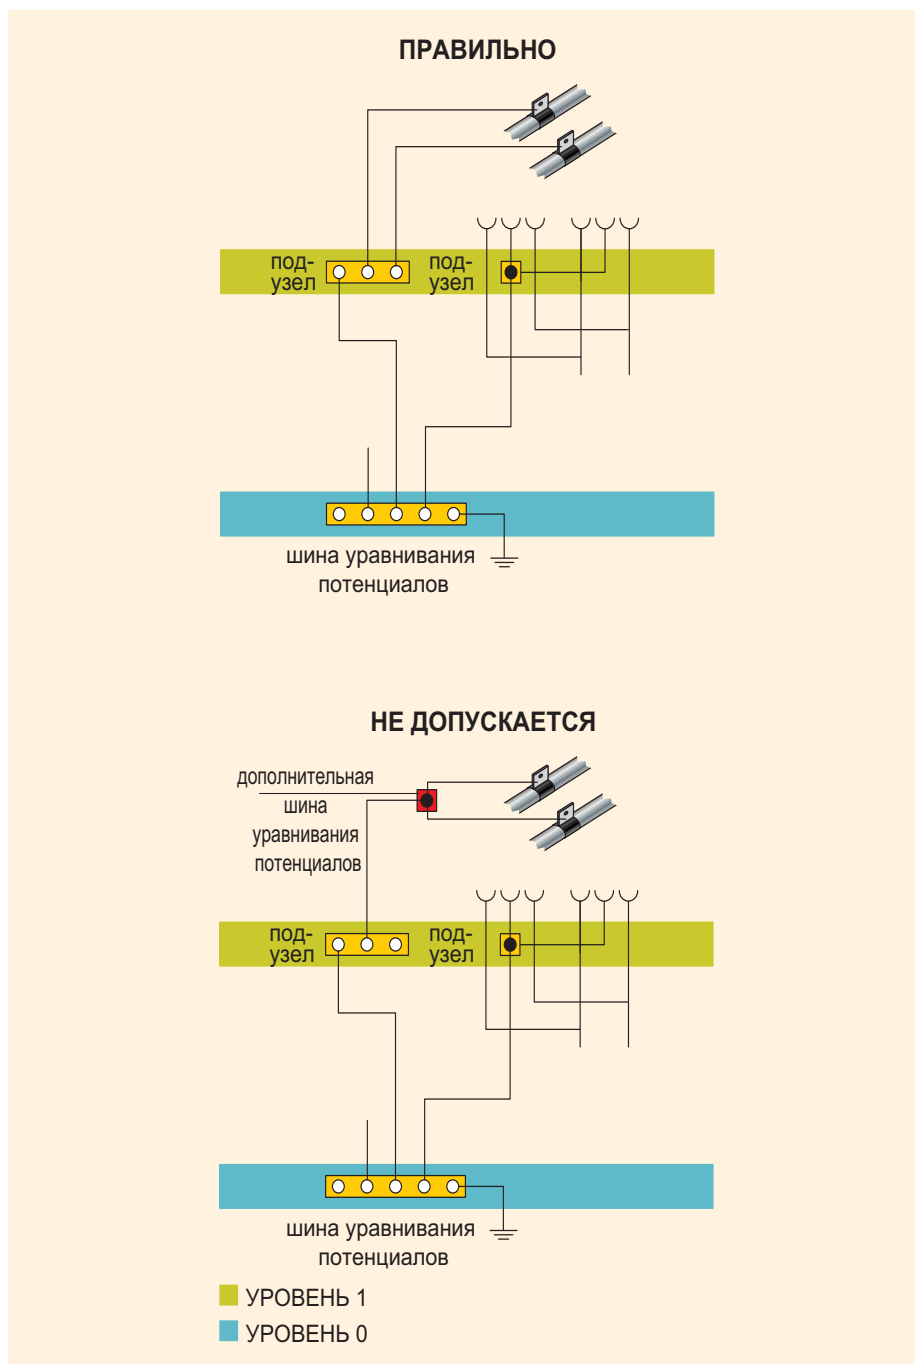 ПРАВИЛЬНО
под-
узел
под-
узел
шина уравнивания
потенциалов
НЕ ДОПУСКАЕТСЯ
дополнительная
шина
уравнивания
потенциалов
под-
узел
под-
узел
шина уравнивания
потенциалов
УРОВЕНЬ 1
УРОВЕНЬ 0